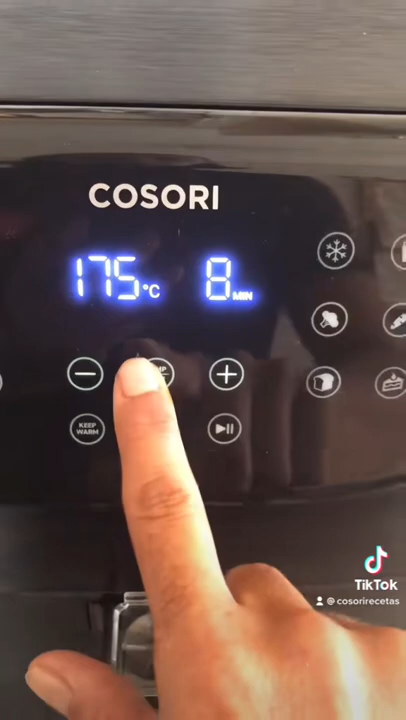 COSORI
175°C 8 MIN
KEEP
WARM
TikTok
@cosorirecetas